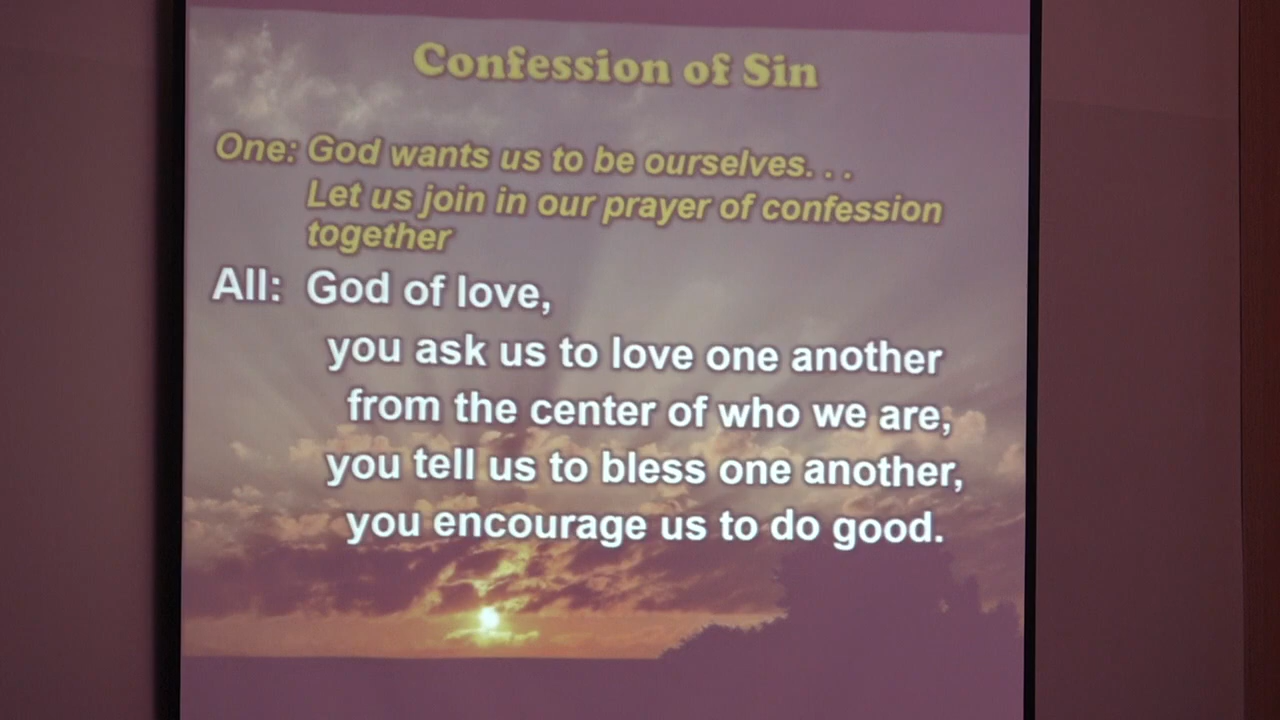 Confession of Sin
One: God wants us to be ourselves. . .
Let us join in our prayer of confession
together
All: God of love,
you ask us to love one another
from the center of who we are,
you tell us to bless one another,
you encourage us to do good.